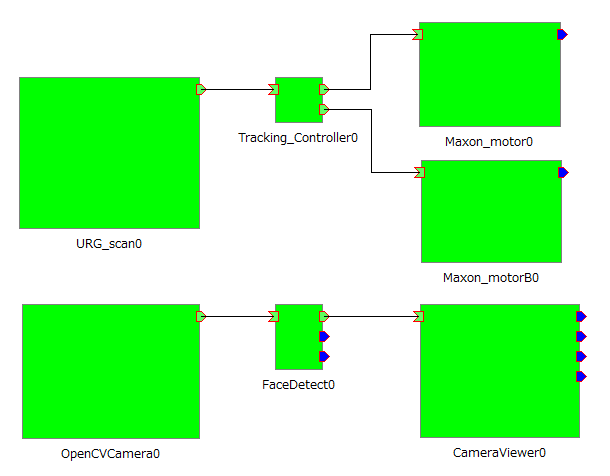 Tracking_Controller0
Maxon_motor0
URG_scan0
Maxon_motorB0
FaceDetect0
OpenCVCamera0
CameraViewer0